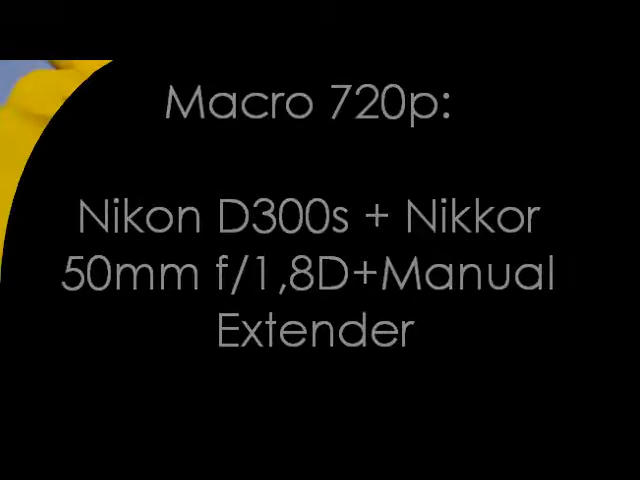 Macro 720p:
Nikon D300s + Nikkor
50mm f/1,8D+Manual
Extender